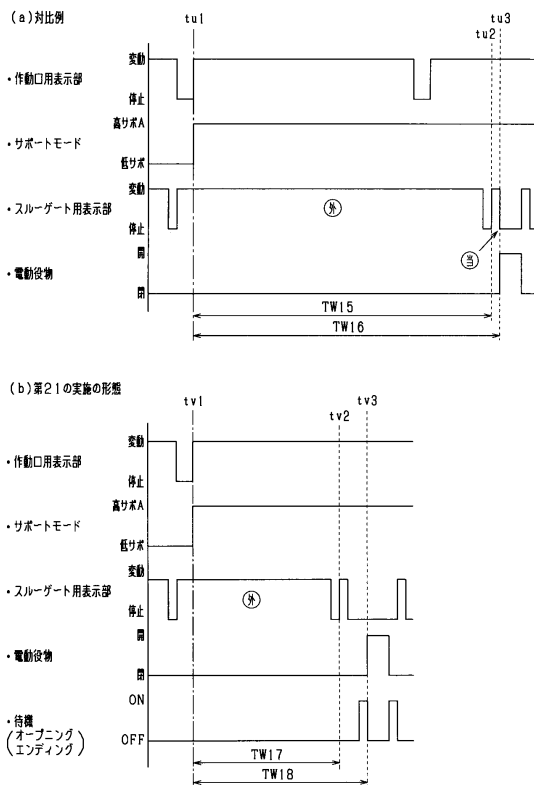 (a)対比例
tu1
tu3
tu2
・作動口用表示部
変動
停止
・サポートモード
高サポA
低サポ
・スルーゲート用表示部
変動
停止
外
当
・電動役物
開
閉
TW15
TW16
(b)第21の実施の形態
tv1
tv3
tv2
・作動口用表示部
変動
停止
・サポートモード
高サポA
低サポ
・スルーゲート用表示部
変動
停止
外
・電動役物
開
閉
・待機
(オープニング
エンディング)
ON
OFF
TW17
TW18